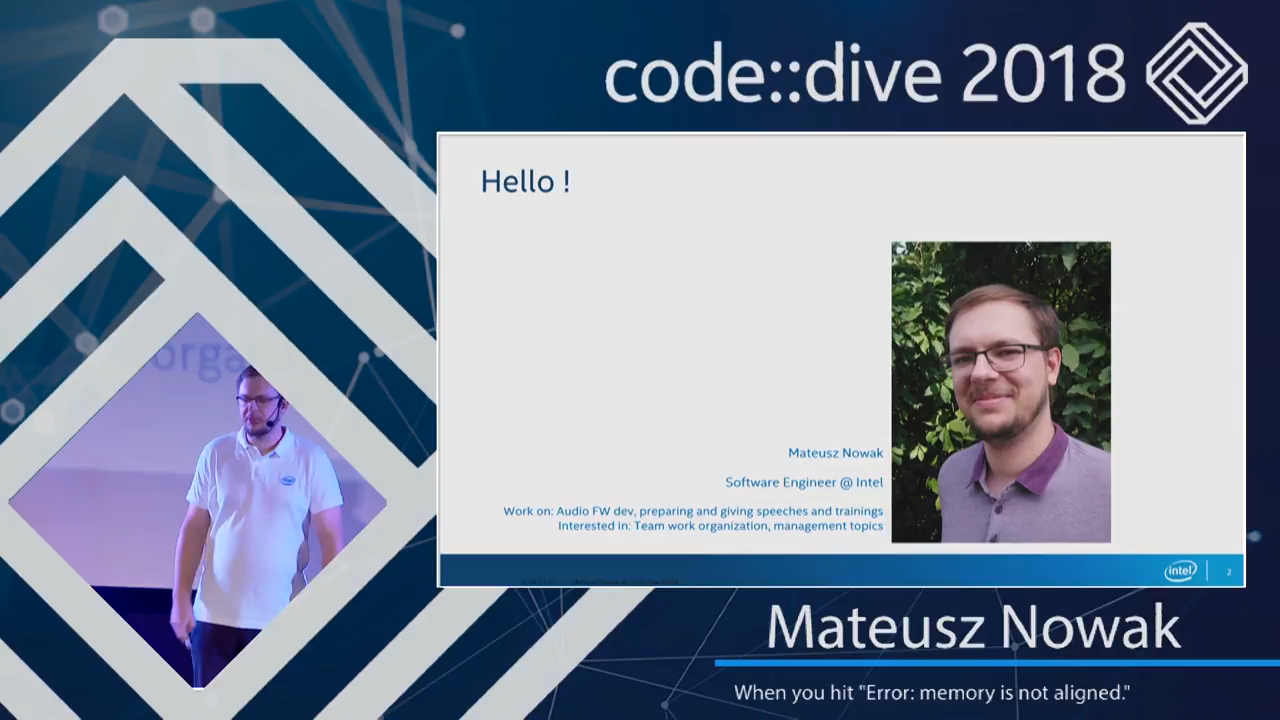 code::dive 2018
Hello !
orga
Mateusz Nowak
Software Engineer @ Intel
Work on: Audio FW dev, preparing and giving speeches and trainings
Interested in: Team work organization, management topics
intel
2
Mateusz Nowak
When you hit "Error: memory is not aligned."